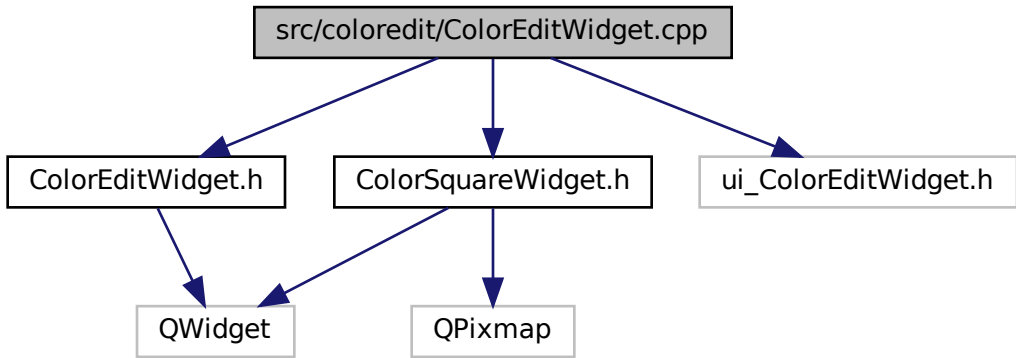 src/coloredit/ColorEditWidget.cpp
ColorEditWidget.h
ColorSquareWidget.h
ui_ColorEditWidget.h
QWidget
QPixmap